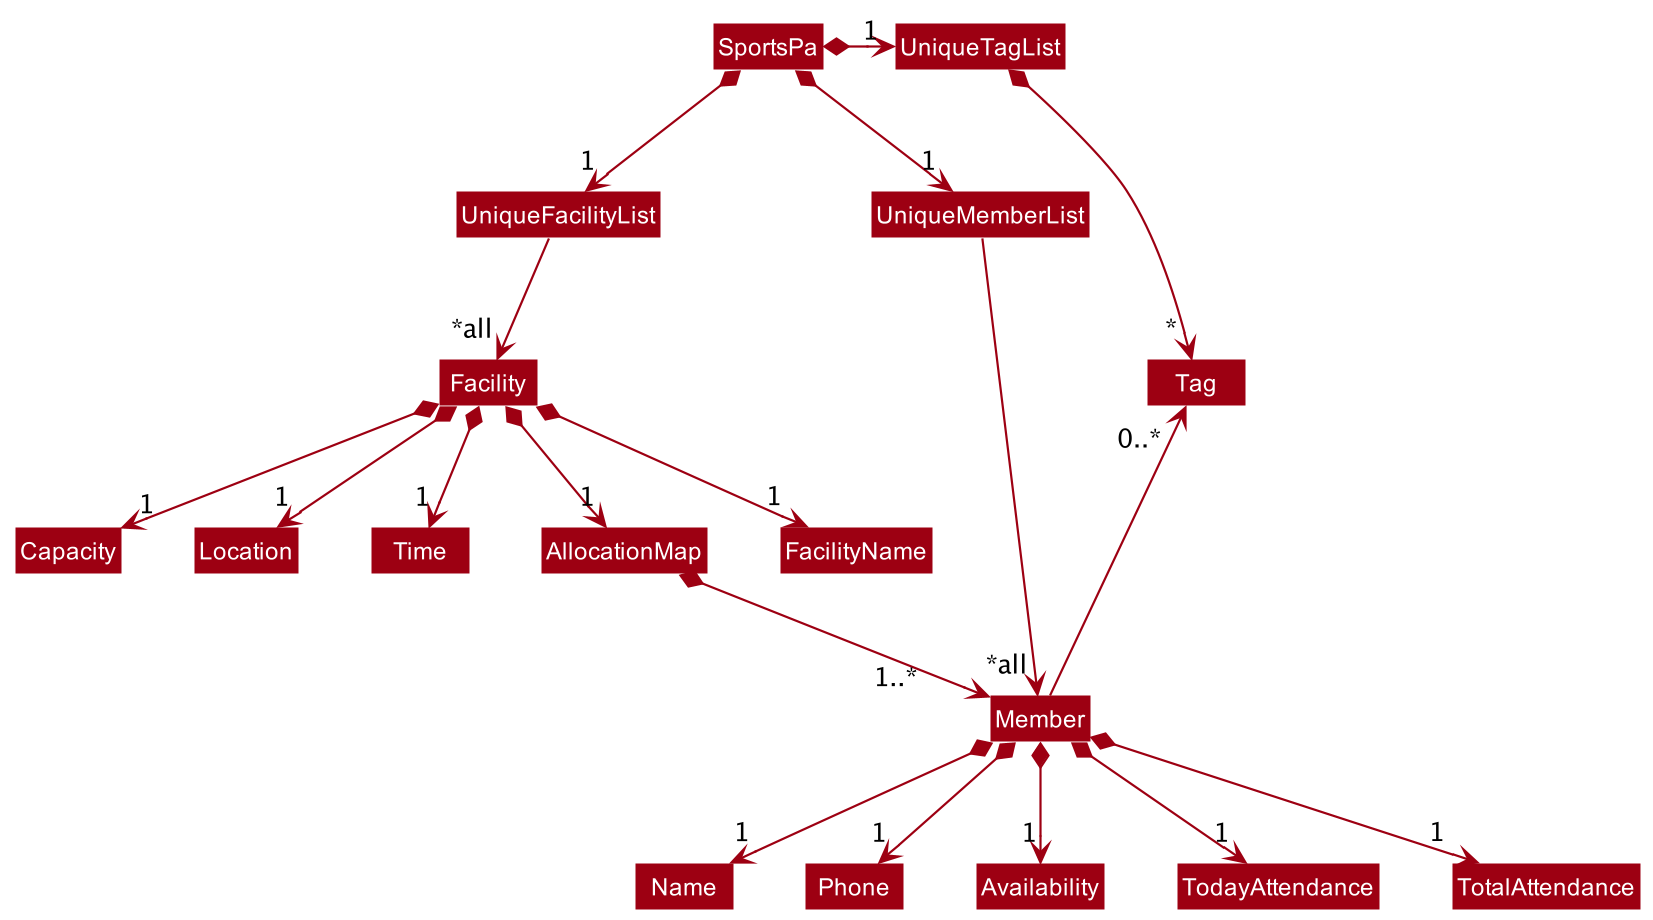 SportsPa
1
UniqueTagList
1
1
UniqueFacilityList
UniqueMemberList
*all
*
Facility
Tag
0..*
1
1
1
1
1
Capacity
Location
Time
AllocationMap
FacilityName
1..*
*all
Member
1
1
1
1
1
Name
Phone
Availability
TodayAttendance
TotalAttendance